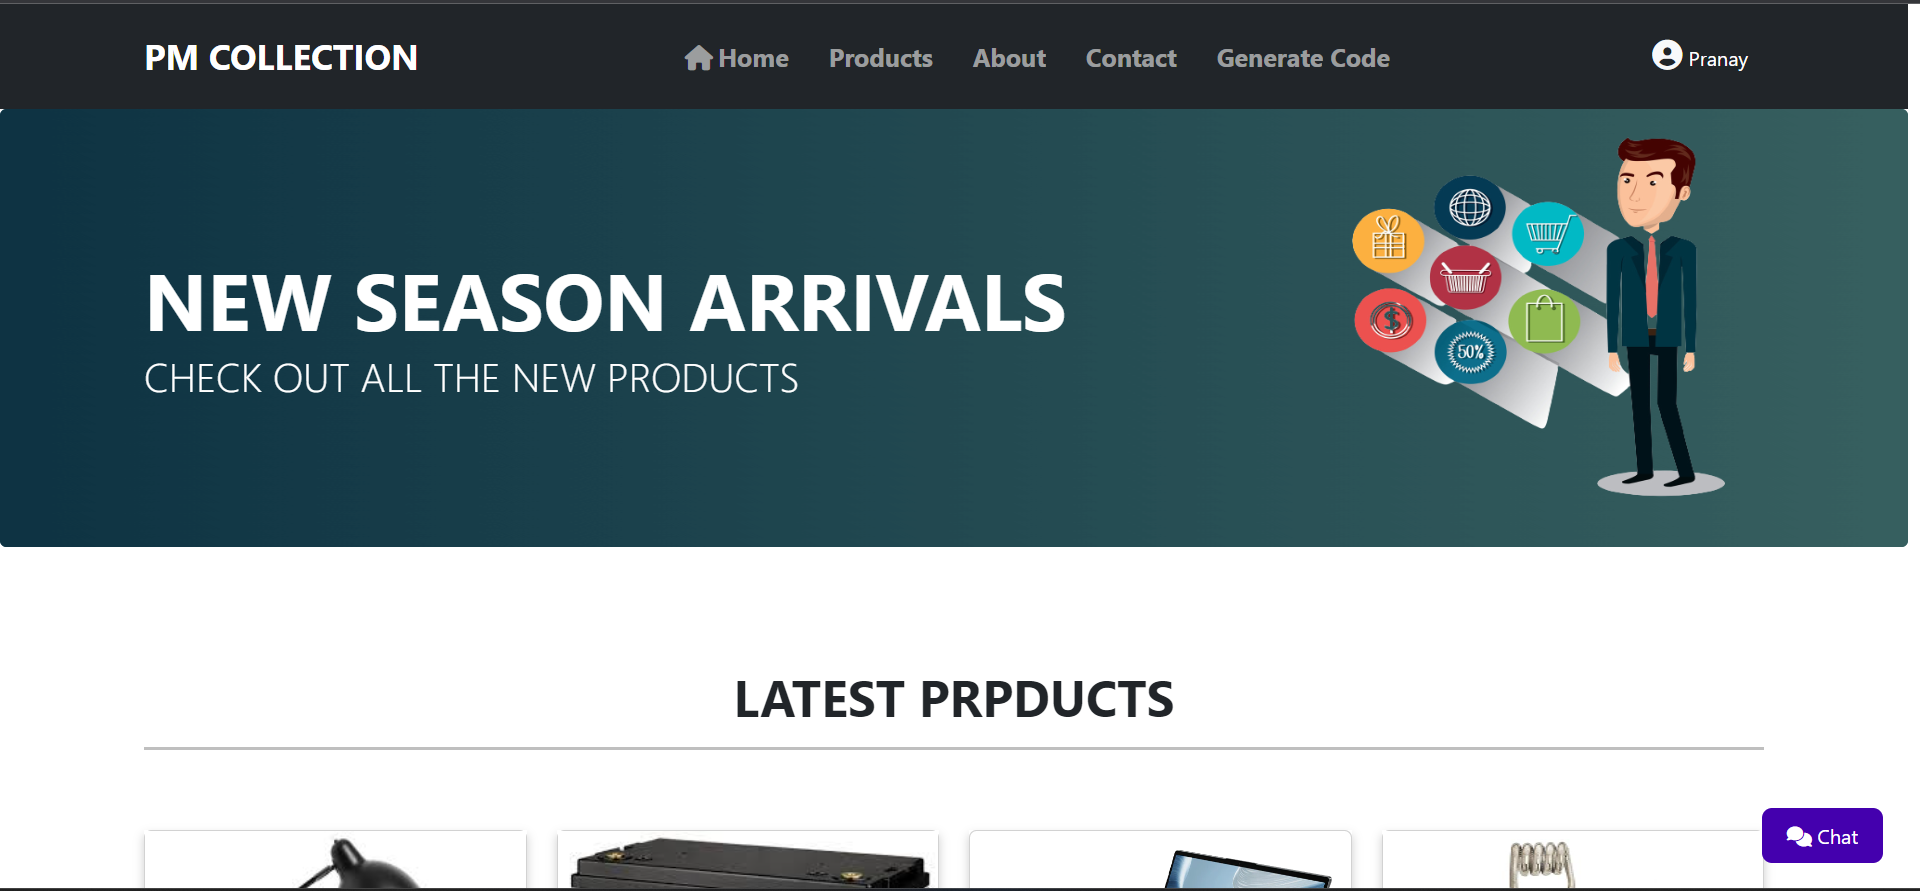 PM COLLECTION
Home Products About Contact Generate Code
Pranay
NEW SEASON ARRIVALS
CHECK OUT ALL THE NEW PRODUCTS
$
50%
LATEST PRPDUCTS
Chat